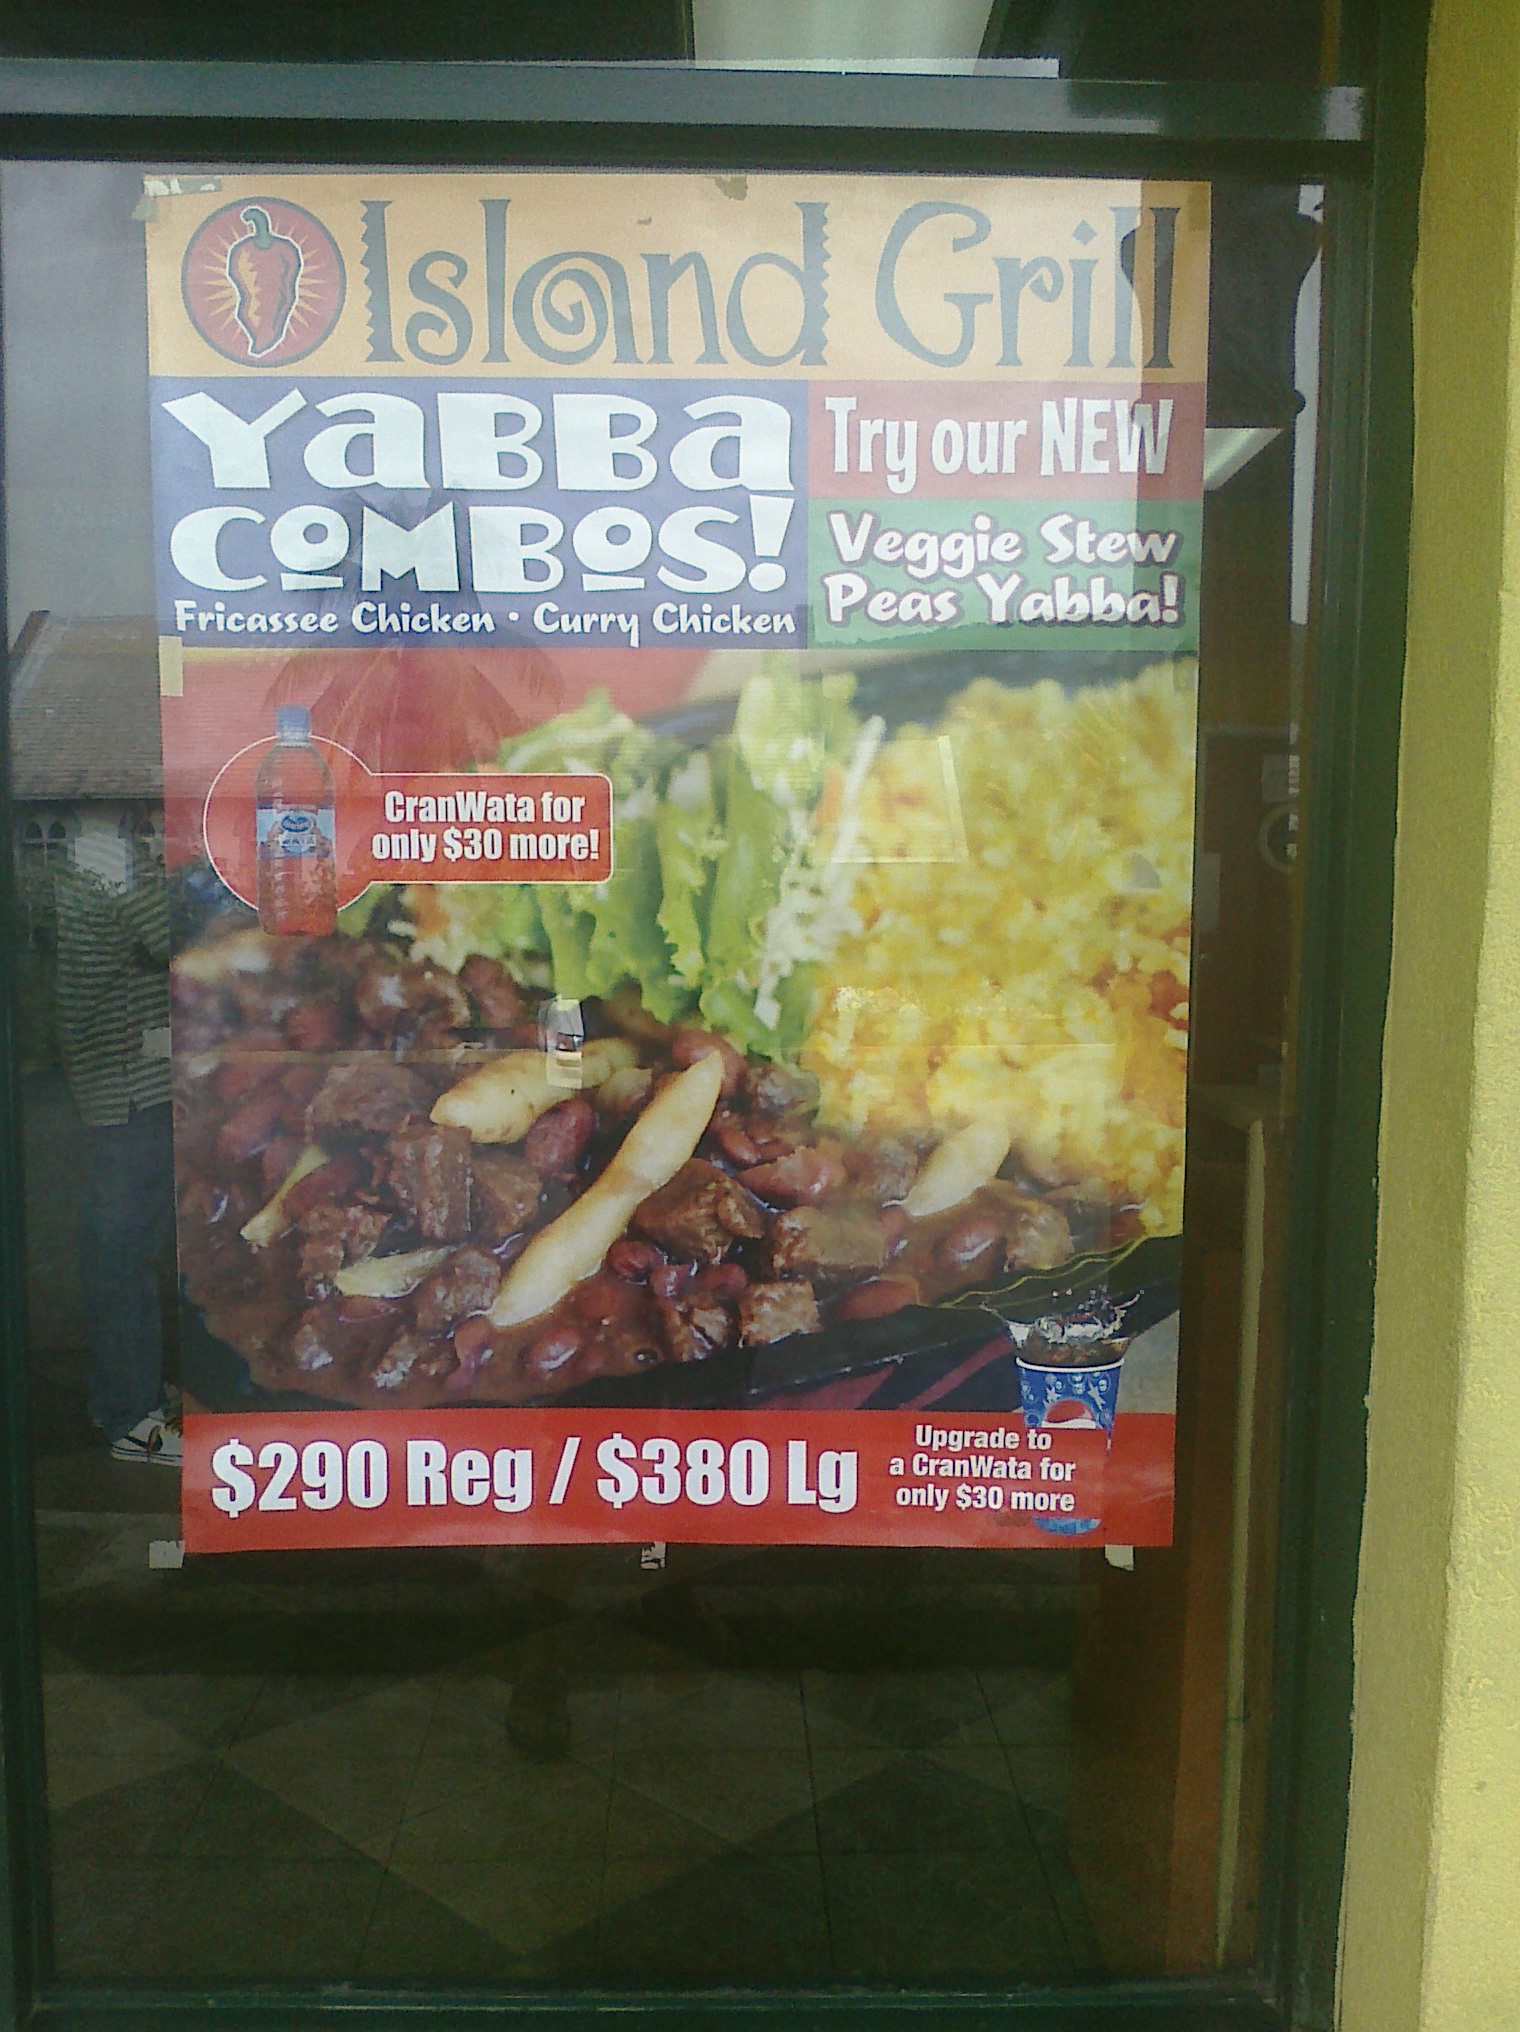 Island Grill
YABBA
COMBOS!
Fricassee Chicken • Curry Chicken
Try our NEW
Veggie Stew
Peas Yabba!
CranWata for
only $30 more!
$290 Reg / $380 Lg
Upgrade to
a CranWata for
only $30 more